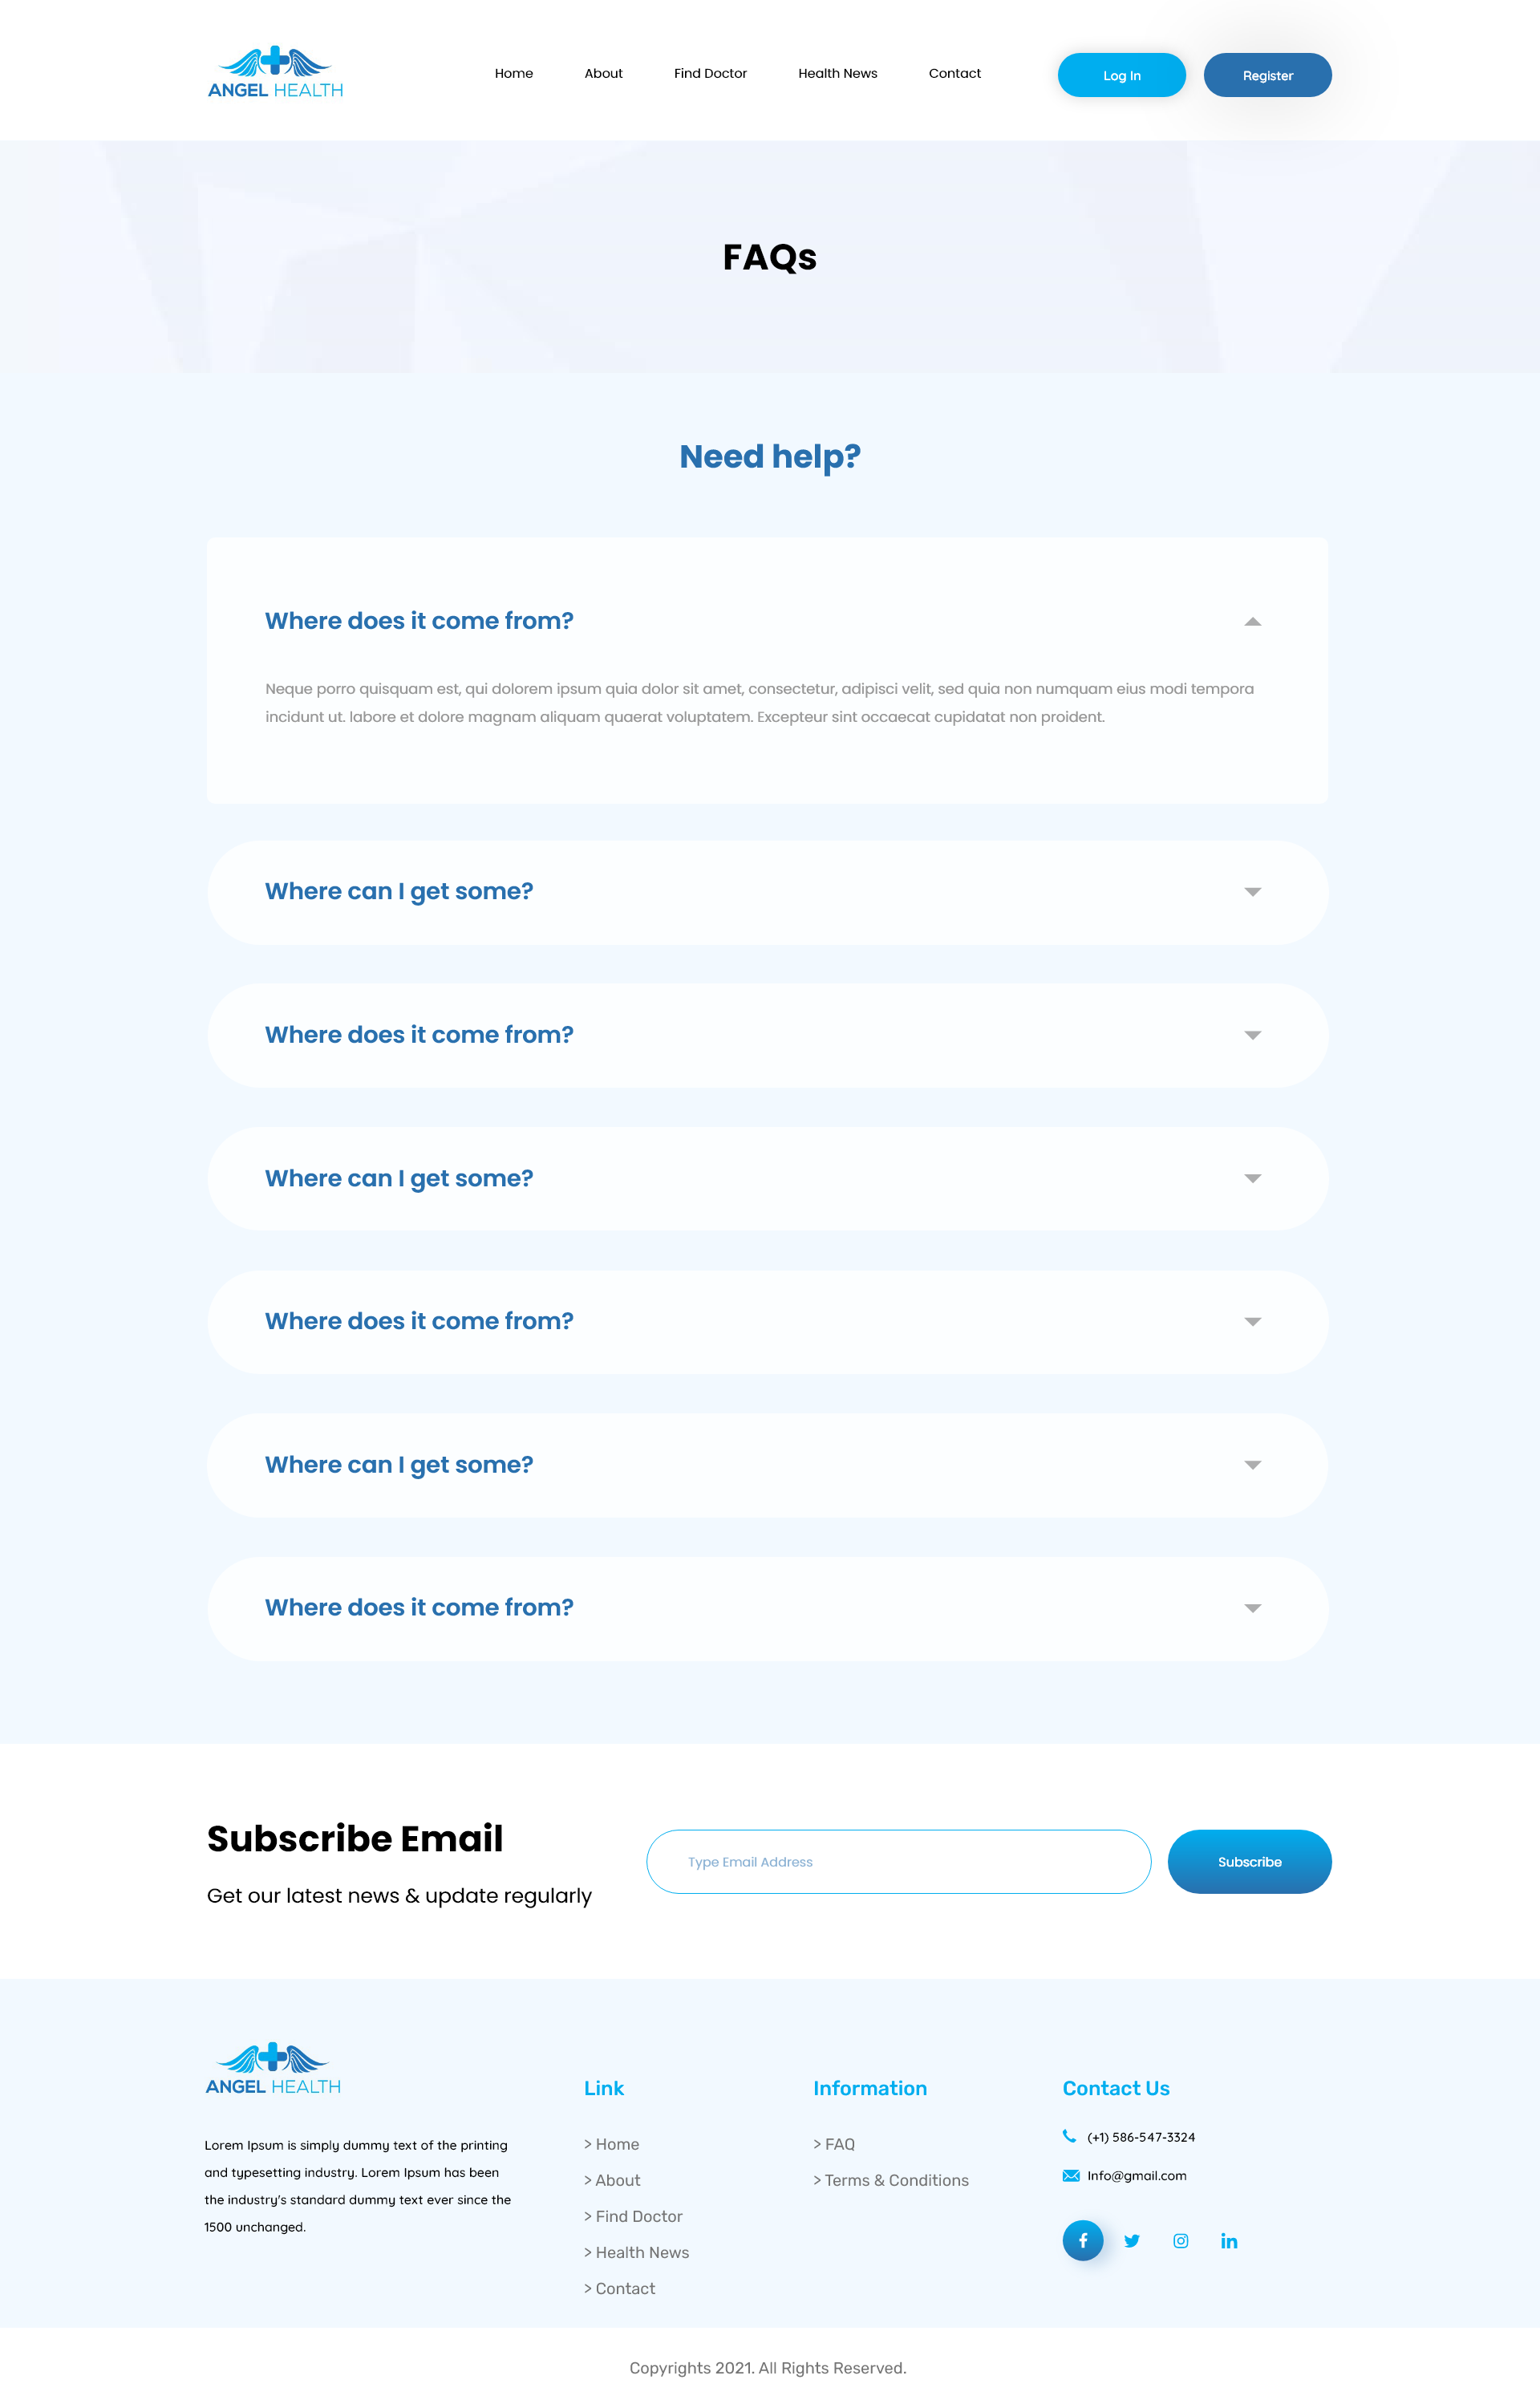 ANGEL HEALTH
Home About Find Doctor Health News Contact Log In Register
FAQs
Need help?
Where does it come from?
Neque porro quisquam est, qui dolorem ipsum quia dolor sit amet, consectetur, adipisci velit, sed quia non numquam eius modi tempora
incidunt ut. labore et dolore magnam aliquam quaerat voluptatem. Excepteur sint occaecat cupidatat non proident.
Where can I get some?
Where does it come from?
Where can I get some?
Where does it come from?
Where can I get some?
Where does it come from?
Subscribe Email
Get our latest news & update regularly
Type Email Address
Subscribe
ANGEL HEALTH
Lorem Ipsum is simply dummy text of the printing
and typesetting industry. Lorem Ipsum has been
the industry's standard dummy text ever since the
1500 unchanged.
Link
> Home
> About
> Find Doctor
> Health News
> Contact
Information
> FAQ
> Terms & Conditions
Contact Us
(+1) 586-547-3324
Info@gmail.com
Copyrights 2021. All Rights Reserved.